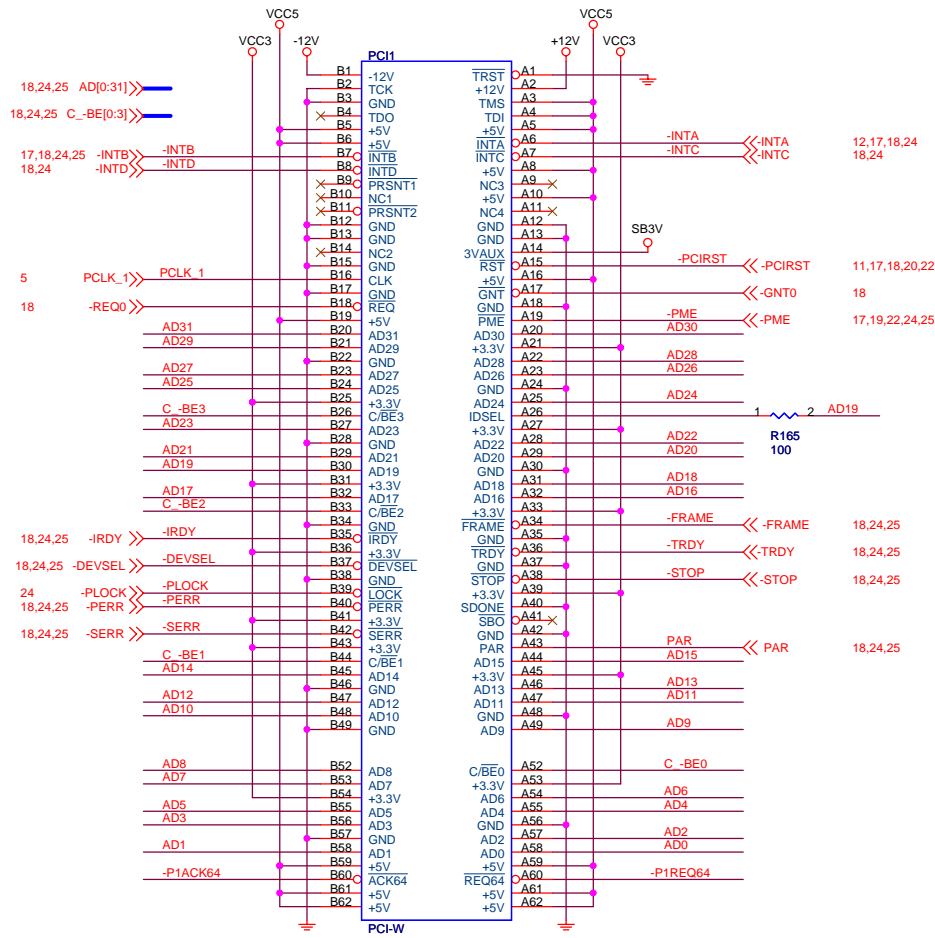 VCC5 VCC5
VCC3 -12V +12V VCC3
PCI1
B1 -12V TRST A1
18,24,25 AD[0:31] B2 TCK +12V A2
B3 GND TMS A3
18,24,25 C_-BE[0:3] B4 TDO TDI A4
B5 +5V +5V A5
B6 +5V INTA A6 -INTA -INTA 12,17,18,24
17,18,24,25 -INTB -INTB B7 INTB INTC A7 -INTC -INTC 18,24
18,24 -INTD -INTD B8 INTD +5V A8
B9 PRSNT1 NC3 A9
B10 NC1 +5V A10
B11 PRSNT2 NC4 A11
B12 GND GND A12
B13 GND GND A13
SB3V
B14 NC2 3VAUX A14
B15 GND RST A15 -PCIRST -PCIRST 11,17,18,20,22
5 PCLK_1 PCLK_1 B16 CLK +5V A16
B17 GND GNT A17 -GNT0 18
18 -REQ0 B18 REQ GND A18
B19 +5V PME A19 -PME -PME 17,19,22,24,25
AD31 B20 AD31 AD30 A20 AD30
AD29 B21 AD29 +3.3V A21
B22 GND AD28 A22 AD28
AD27 B23 AD27 AD26 A23 AD26
AD25 B24 AD25 GND A24
B25 +3.3V AD24 A25 AD24
C_-BE3 B26 C/BE3 IDSEL A26 1 2 AD19
R165
100
AD23 B27 AD23 +3.3V A27
B28 GND AD22 A28 AD22
AD21 B29 AD21 AD20 A29 AD20
AD19 B30 AD19 GND A30
B31 +3.3V AD18 A31 AD18
AD17 B32 AD17 AD16 A32 AD16
C_-BE2 B33 C/BE2 +3.3V A33
B34 GND FRAME A34 -FRAME -FRAME 18,24,25
18,24,25 -IRDY -IRDY B35 IRDY GND A35
B36 +3.3V TRDY A36 -TRDY -TRDY 18,24,25
18,24,25 -DEVSEL -DEVSEL B37 DEVSEL GND A37
B38 GND STOP A38 -STOP -STOP 18,24,25
24 -PLOCK -PLOCK B39 LOCK +3.3V A39
18,24,25 -PERR -PERR B40 PERR SDONE A40
B41 +3.3V SBO A41
18,24,25 -SERR -SERR B42 SERR GND A42
B43 +3.3V PAR A43 PAR PAR 18,24,25
C_-BE1 B44 C/BE1 AD15 A44 AD15
AD14 B45 AD14 +3.3V A45
B46 GND AD13 A46 AD13
AD12 B47 AD12 AD11 A47 AD11
AD10 B48 AD10 GND A48
B49 GND AD9 A49 AD9
AD8 B52 AD8 C/BE0 A52 C_-BE0
AD7 B53 AD7 +3.3V A53
B54 +3.3V AD6 A54 AD6
AD5 B55 AD5 AD4 A55 AD4
AD3 B56 AD3 GND A56
B57 GND AD2 A57 AD2
AD1 B58 AD1 AD0 A58 AD0
B59 +5V +5V A59
-P1ACK64 B60 ACK64 REQ64 A60 -P1REQ64
B61 +5V +5V A61
B62 +5V +5V A62
PCI-W